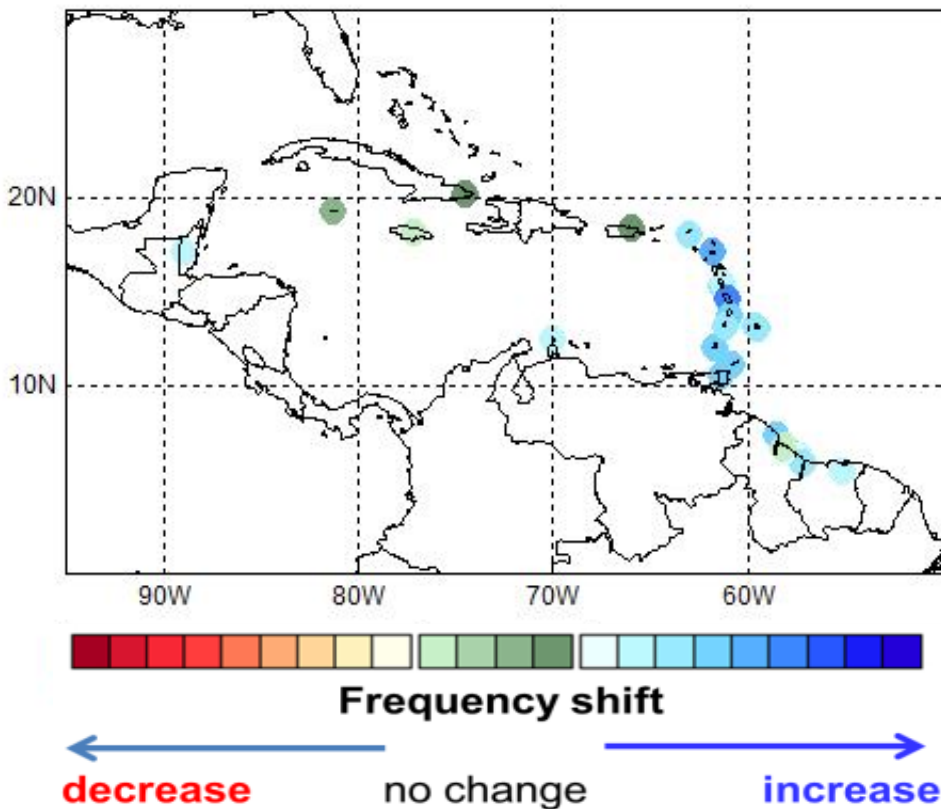 20N
10N
90W 80W 70W 60W
Frequency shift
decrease no change increase